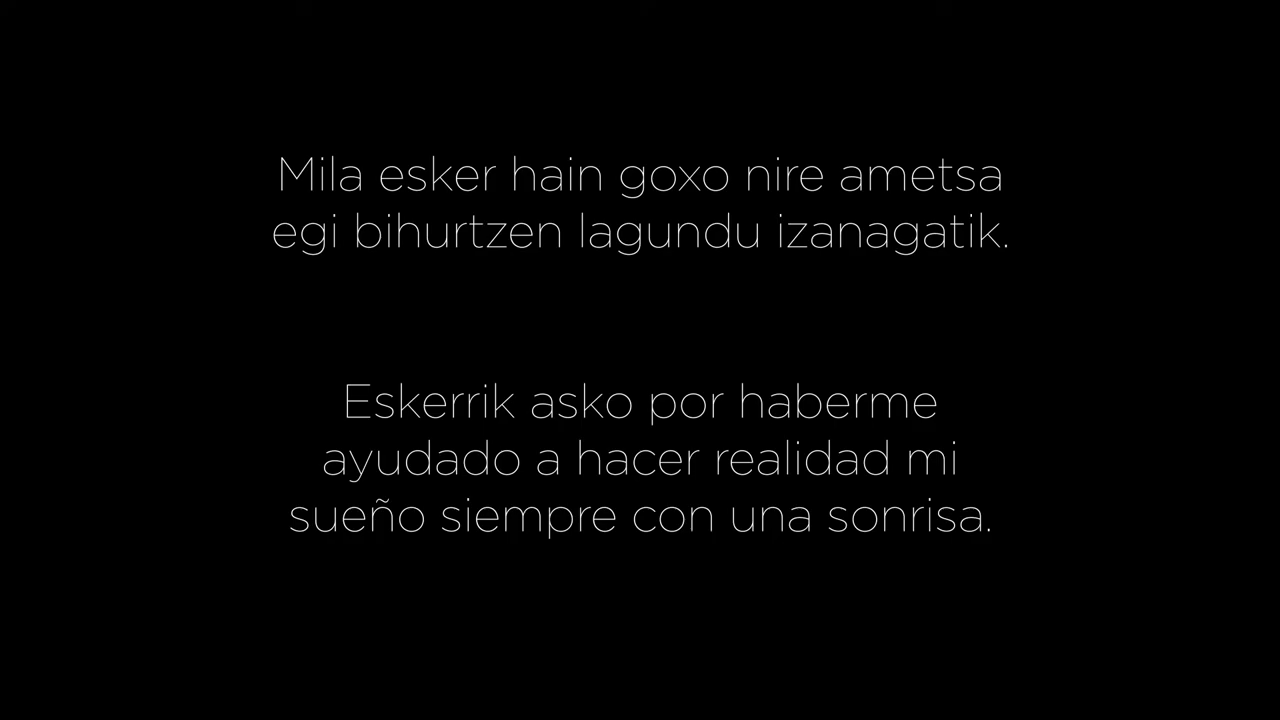 Mila esker hain goxo nire ametsa
egi bihurtzen lagundu izanagatik.
Eskerrik asko por haberme
ayudado a hacer realidad mi
sueño siempre con una sonrisa.